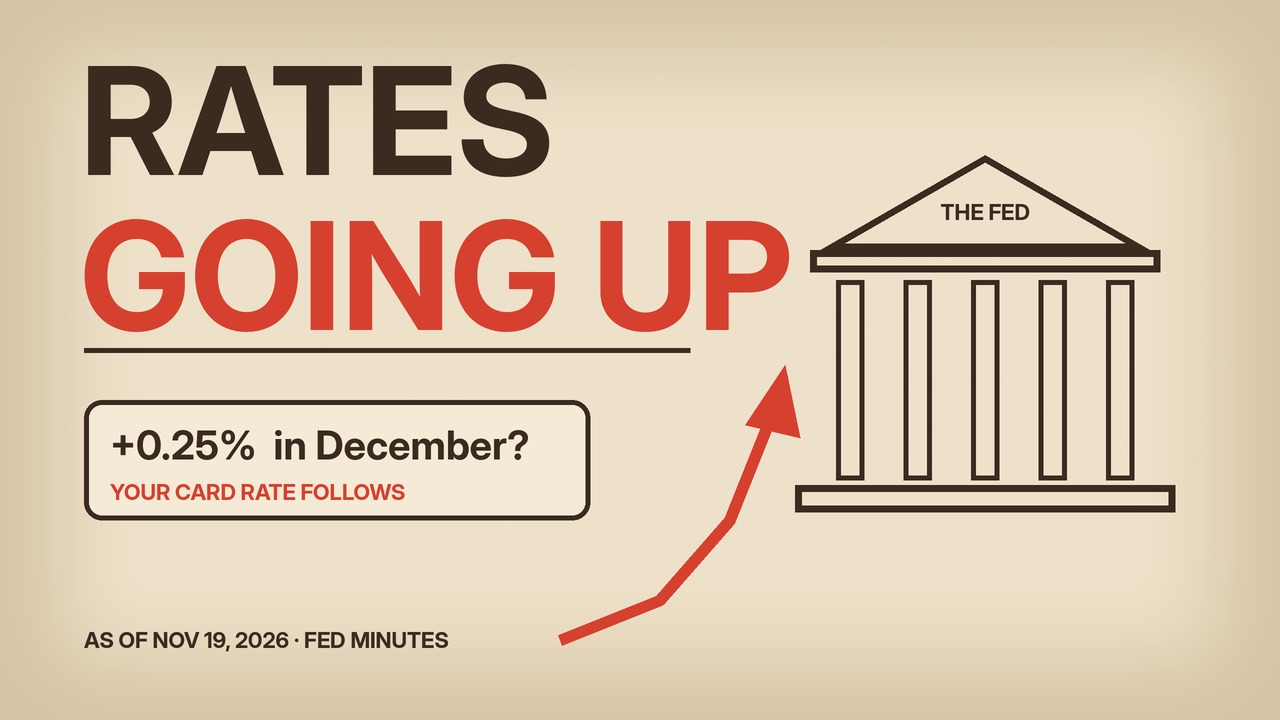 RATES
GOING UP
THE FED
+0.25% in December?
YOUR CARD RATE FOLLOWS
AS OF NOV 19, 2026 · FED MINUTES